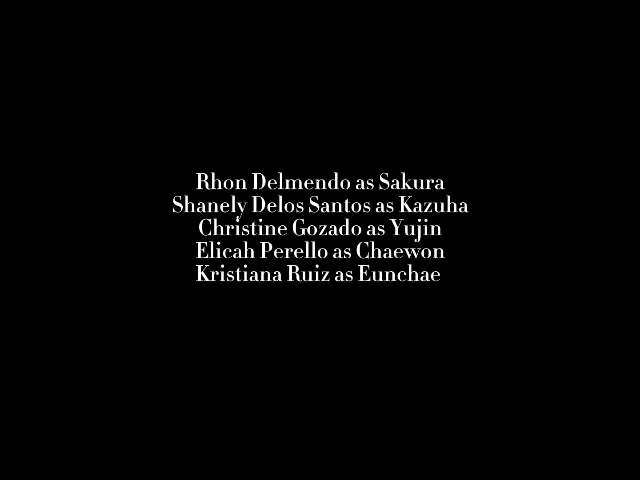 Rhon Delmendo as Sakura
Shanely Delos Santos as Kazuha
Christine Gozado as Yujin
Elicah Perello as Chaewon
Kristiana Ruiz as Eunchae